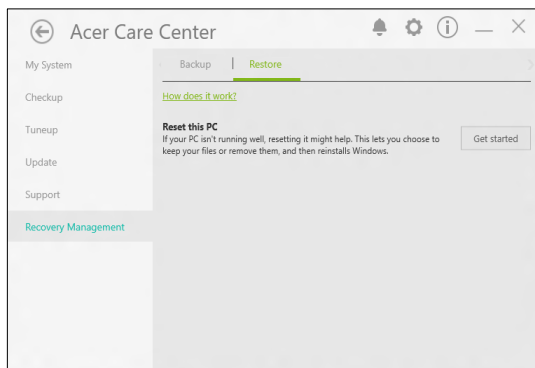 Acer Care Center
My System
Checkup
Tuneup
Update
Support
Recovery Management
Backup
Restore
How does it work?
Reset this PC
If your PC isn't running well, resetting it might help. This lets you choose to
keep your files or remove them, and then reinstalls Windows.
Get started